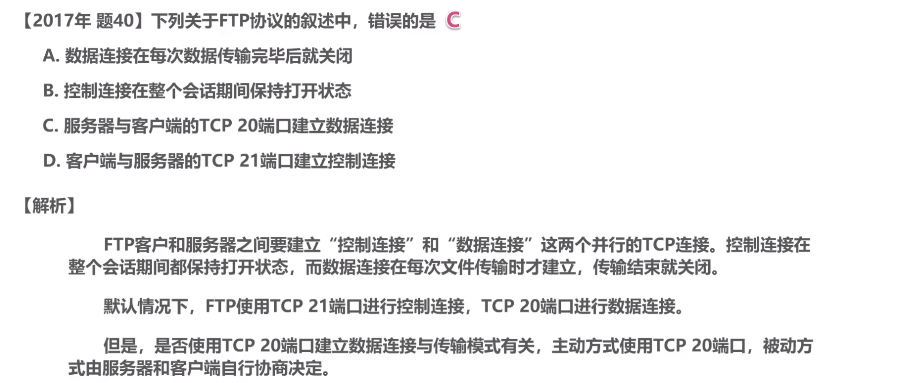 【2017年 题40】下列关于FTP协议的叙述中，错误的是 C
A. 数据连接在每次数据传输完毕后就关闭
B. 控制连接在整个会话期间保持打开状态
C. 服务器与客户端的TCP 20端口建立数据连接
D. 客户端与服务器的TCP 21端口建立控制连接
【解析】
FTP客户和服务器之间要建立“控制连接”和“数据连接”这两个并行的TCP连接。控制连接在
整个会话期间都保持打开状态，而数据连接在每次文件传输时才建立，传输结束就关闭。
默认情况下，FTP使用TCP 21端口进行控制连接，TCP 20端口进行数据连接。
但是，是否使用TCP 20端口建立数据连接与传输模式有关，主动方式使用TCP 20端口，被动方
式由服务器和客户端自行协商决定。